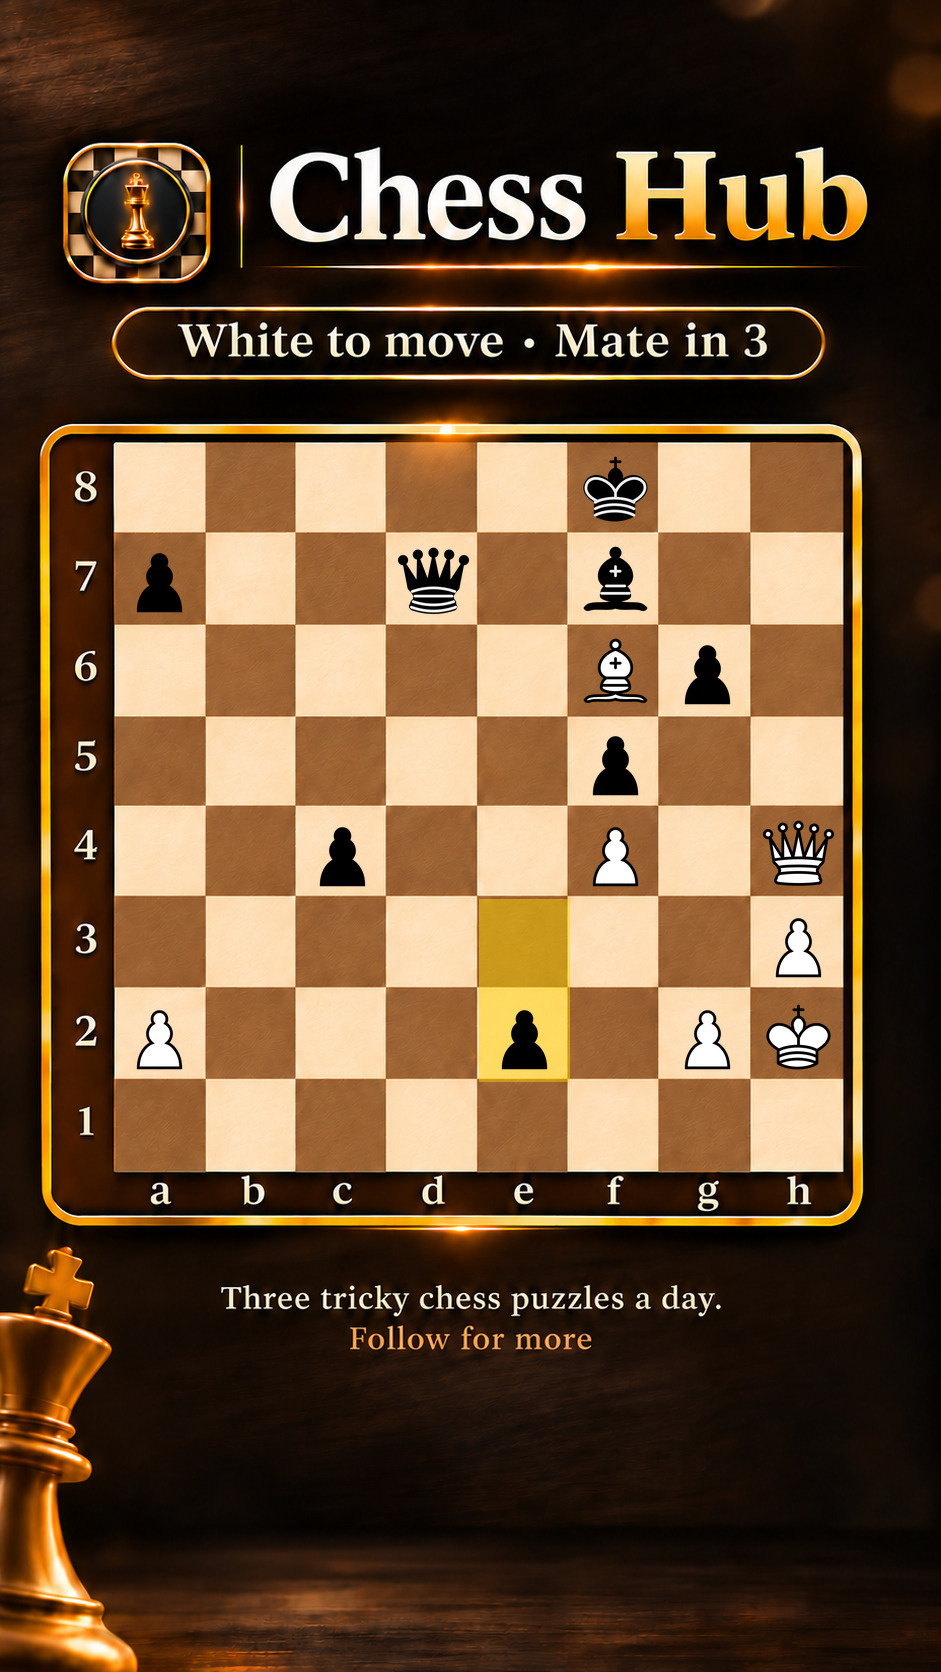 Chess Hub
White to move • Mate in 3
8
7
6
5
4
3
2
1
a b c d e f g h
Three tricky chess puzzles a day.
Follow for more